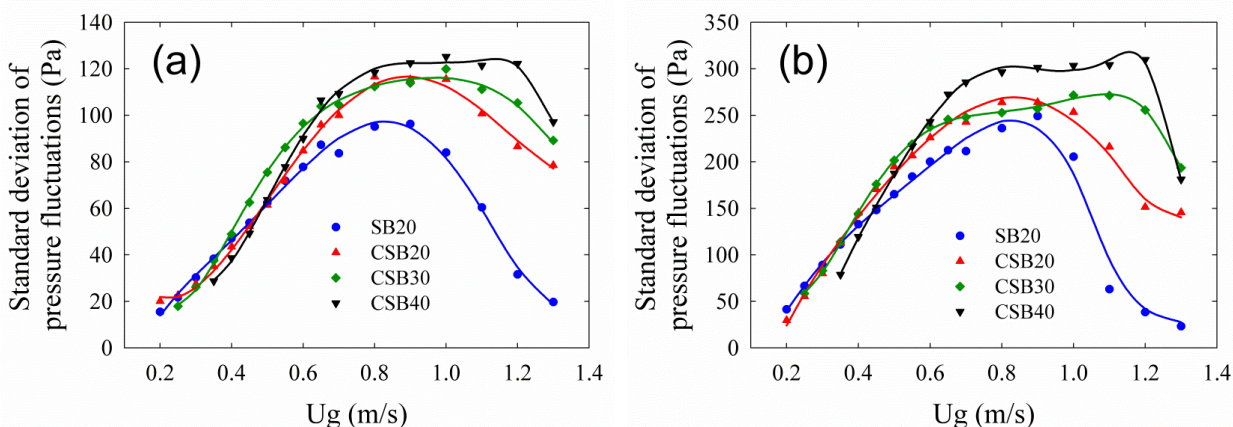 (a)
Standard deviation of
pressure fluctuations (Pa)
140
120
100
80
60
40
20
0
SB20
CSB20
CSB30
CSB40
0.2 0.4 0.6 0.8 1.0 1.2 1.4
Ug (m/s)
(b)
Standard deviation of
pressure fluctuations (Pa)
350
300
250
200
150
100
50
0
SB20
CSB20
CSB30
CSB40
0.2 0.4 0.6 0.8 1.0 1.2 1.4
Ug (m/s)